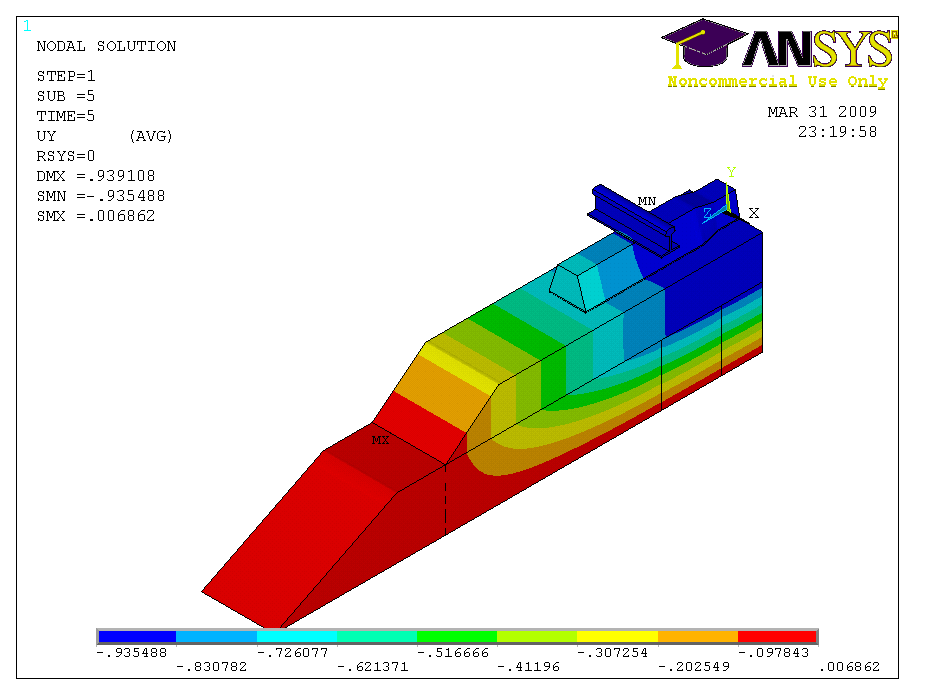 1
NODAL SOLUTION
STEP=1
SUB =5
TIME=5
UY (AVG)
RSYS=0
DMX =.939108
SMN =-.935488
SMX =.006862
ANSYS
Noncommercial Use Only
MAR 31 2009
23:19:58
Y
MN
Z
X
MX
-.935488
-.830782
-.726077
-.621371
-.516666
-.41196
-.307254
-.202549
-.097843
.006862